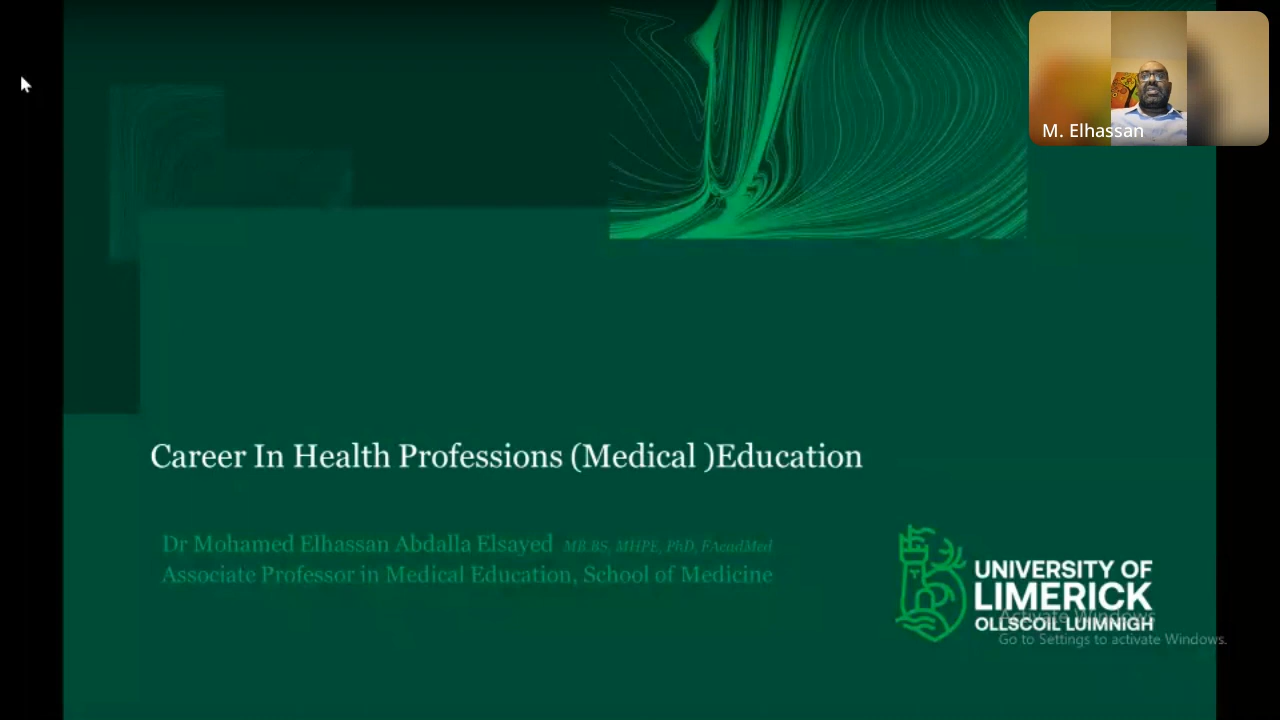 M. Elhassan
Career In Health Professions (Medical )Education
Dr Mohamed Elhassan Abdalla Elsayed MB.BS, MHPE, PhD, FAcadMed
Associate Professor in Medical Education, School of Medicine
UNIVERSITY OF
LIMERICK
OLLSCOIL LUIMNIGH
Activate Windows
Go to Settings to activate Windows.